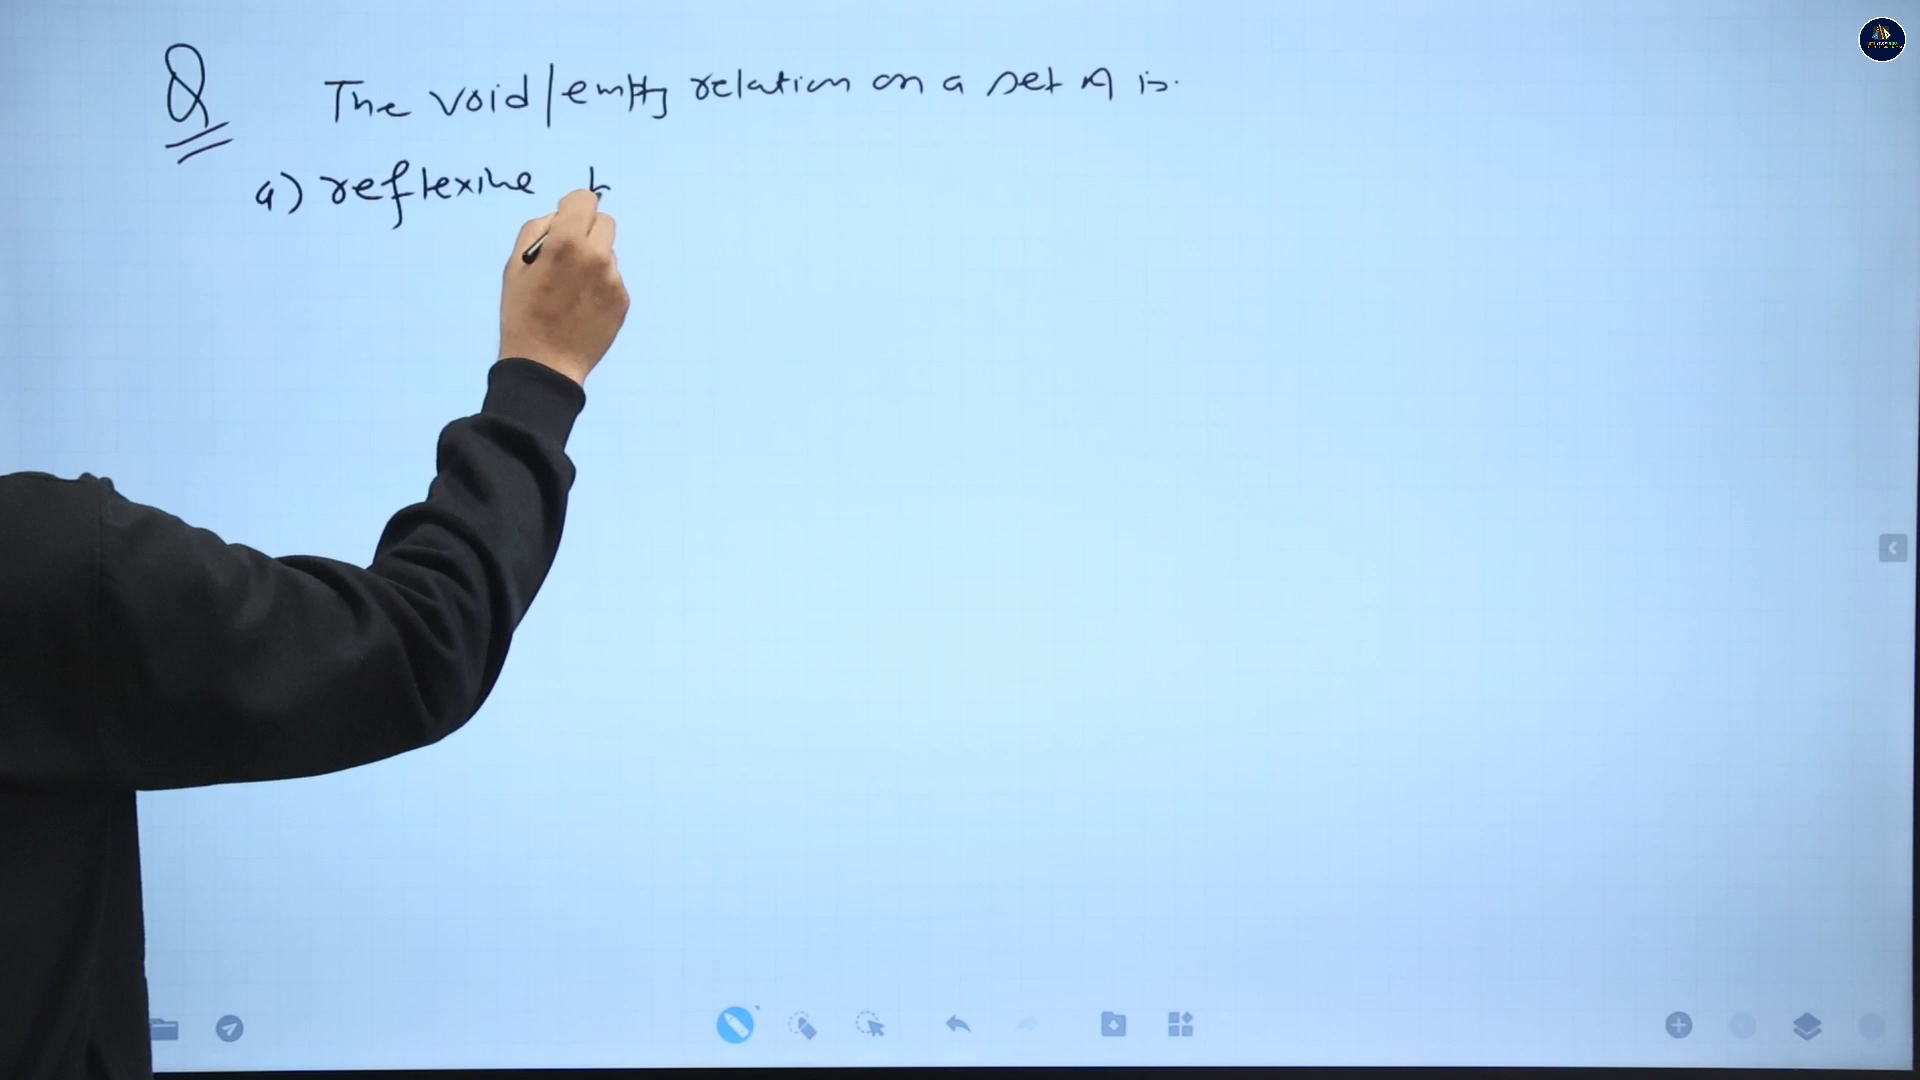 Q The void/empty relation on a set A is.
a) reflexive